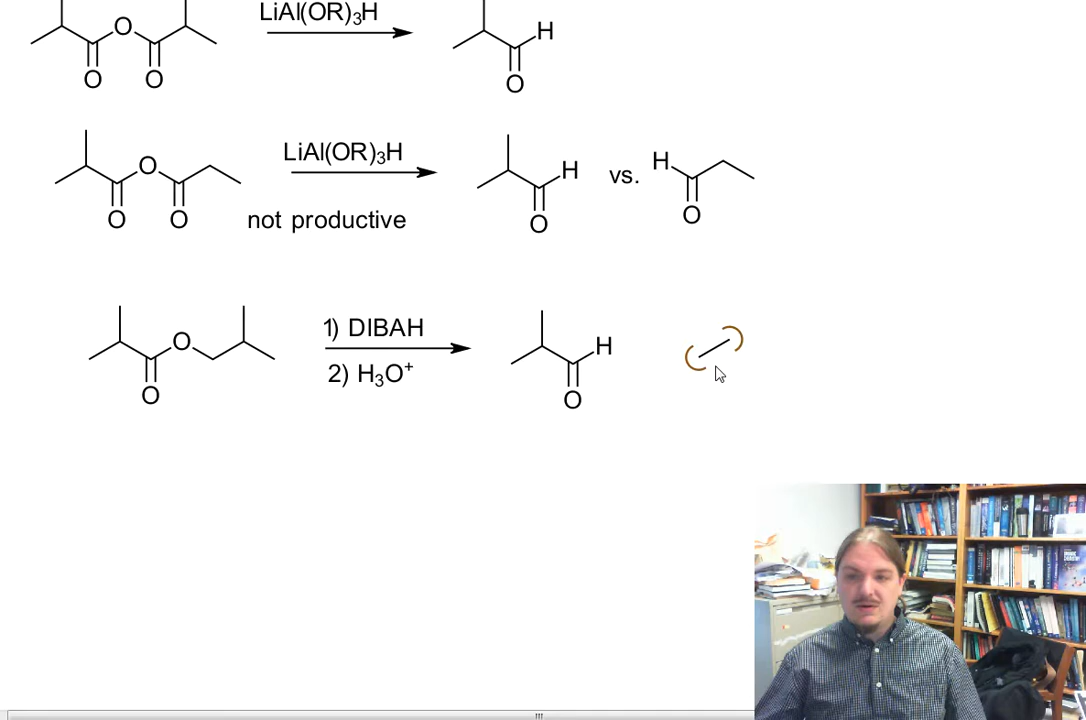 LiAl(OR)₃H
O H
O O O
LiAl(OR)₃H
O H vs. H
O O O O
not productive
1) DIBAH
O H
2) H₃O⁺
O O